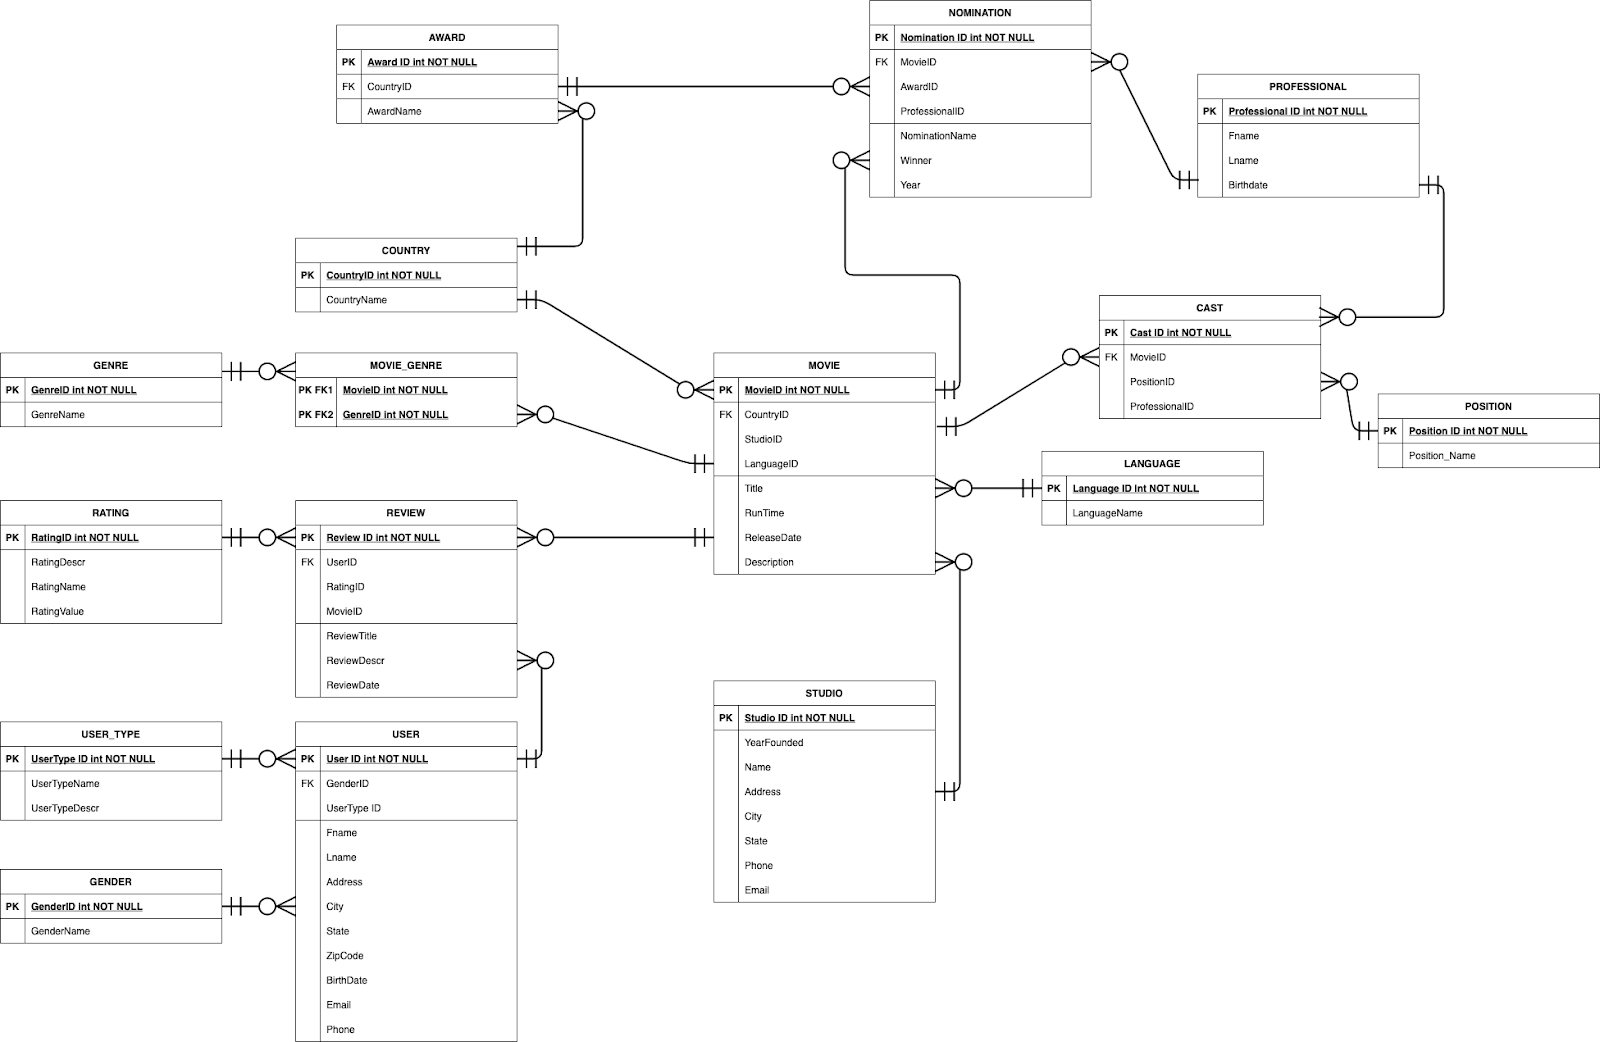 AWARD
PK Award ID int NOT NULL
FK CountryID
AwardName
NOMINATION
PK Nomination ID int NOT NULL
FK MovieID
AwardID
ProfessionalID
NominationName
Winner
Year
PROFESSIONAL
PK Professional ID int NOT NULL
Fname
Lname
Birthdate
COUNTRY
PK CountryID int NOT NULL
CountryName
CAST
PK Cast ID int NOT NULL
FK MovieID
PositionID
ProfessionalID
GENRE
PK GenreID int NOT NULL
GenreName
MOVIE_GENRE
PK FK1 MovieID int NOT NULL
PK FK2 GenreID int NOT NULL
MOVIE
PK MovieID int NOT NULL
FK CountryID
StudioID
LanguageID
Title
RunTime
ReleaseDate
Description
POSITION
PK Position ID int NOT NULL
Position_Name
LANGUAGE
PK Language ID int NOT NULL
LanguageName
RATING
PK RatingID int NOT NULL
RatingDescr
RatingName
RatingValue
REVIEW
PK Review ID int NOT NULL
FK UserID
RatingID
MovieID
ReviewTitle
ReviewDescr
ReviewDate
STUDIO
PK Studio ID int NOT NULL
YearFounded
Name
Address
City
State
Phone
Email
USER_TYPE
PK UserType ID int NOT NULL
UserTypeName
UserTypeDescr
USER
PK User ID int NOT NULL
FK GenderID
UserType ID
Fname
Lname
Address
City
State
ZipCode
BirthDate
Email
Phone
GENDER
PK GenderID int NOT NULL
GenderName